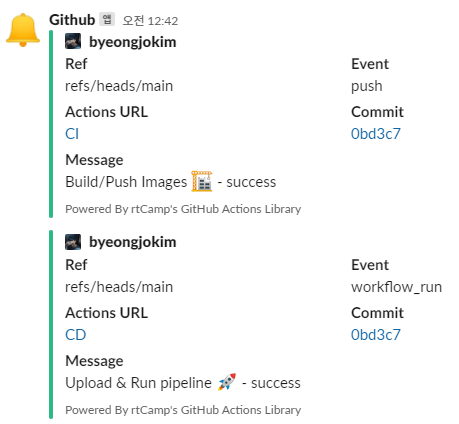 Github 앱 오전 12:42
byeongjokim
Ref Event
refs/heads/main push
Actions URL Commit
CI 0bd3c7
Message
Build/Push Images 🏗️ - success
Powered By rtCamp's GitHub Actions Library
byeongjokim
Ref Event
refs/heads/main workflow_run
Actions URL Commit
CD 0bd3c7
Message
Upload & Run pipeline 🚀 - success
Powered By rtCamp's GitHub Actions Library